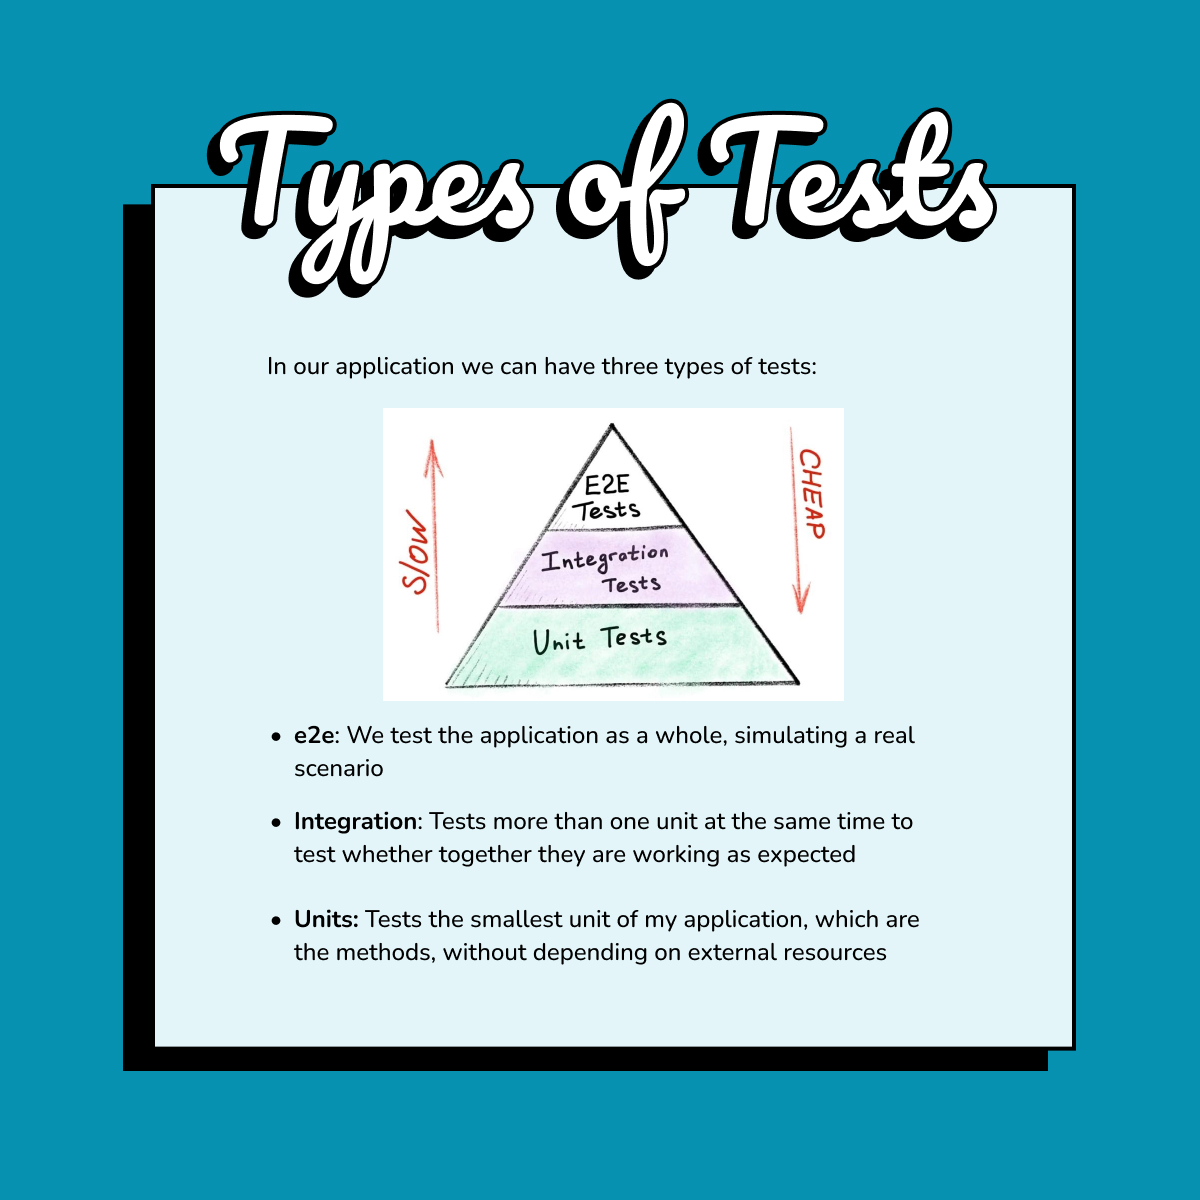 Types of Tests
In our application we can have three types of tests:
Slow
CHEAP
E2E
Tests
Integration
Tests
Unit Tests
• e2e: We test the application as a whole, simulating a real
scenario
• Integration: Tests more than one unit at the same time to
test whether together they are working as expected
• Units: Tests the smallest unit of my application, which are
the methods, without depending on external resources